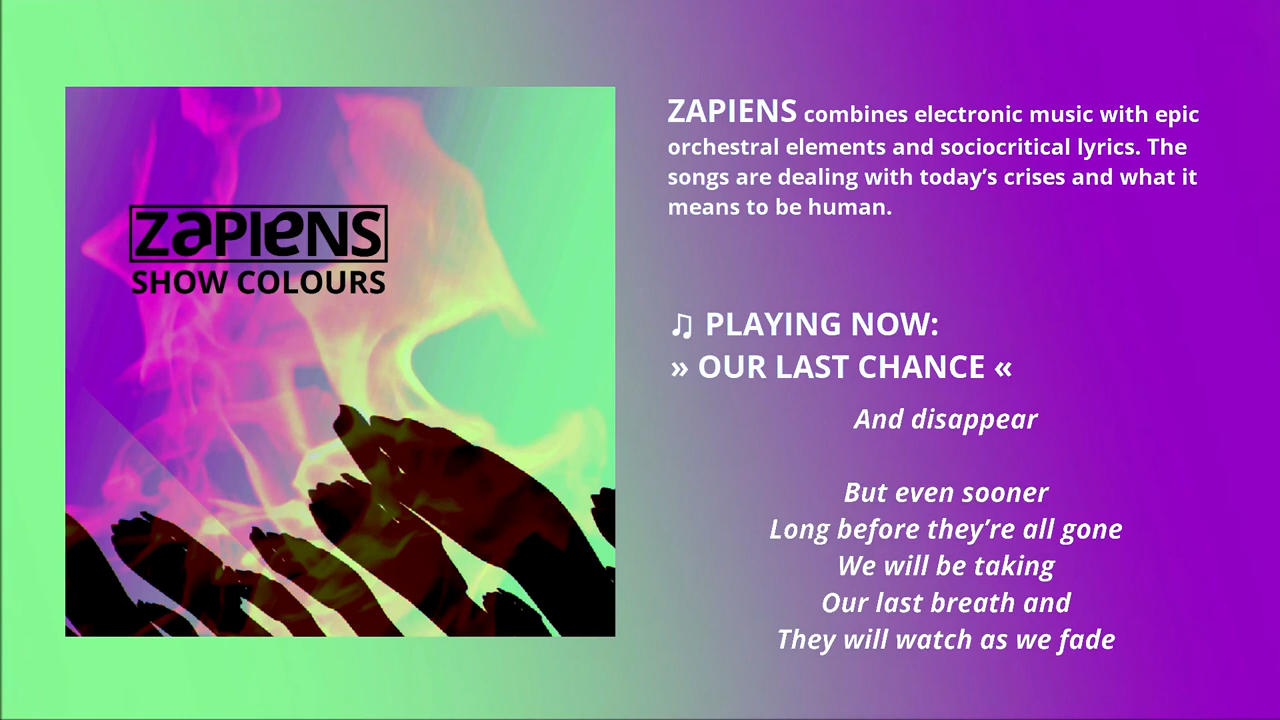 ZAPIENS
SHOW COLOURS
ZAPIENS combines electronic music with epic
orchestral elements and sociocritical lyrics. The
songs are dealing with today’s crises and what it
means to be human.
♫ PLAYING NOW:
» OUR LAST CHANCE «
And disappear
But even sooner
Long before they’re all gone
We will be taking
Our last breath and
They will watch as we fade